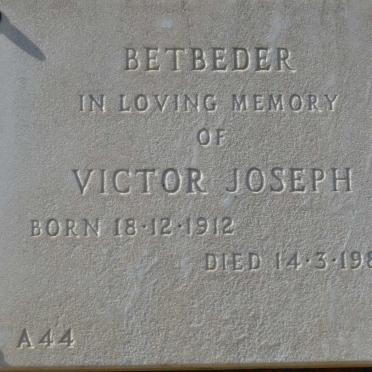 BETBEDER
IN LOVING MEMORY
OF
VICTOR JOSEPH
BORN 18·12·1912
DIED 14·3·198
A44